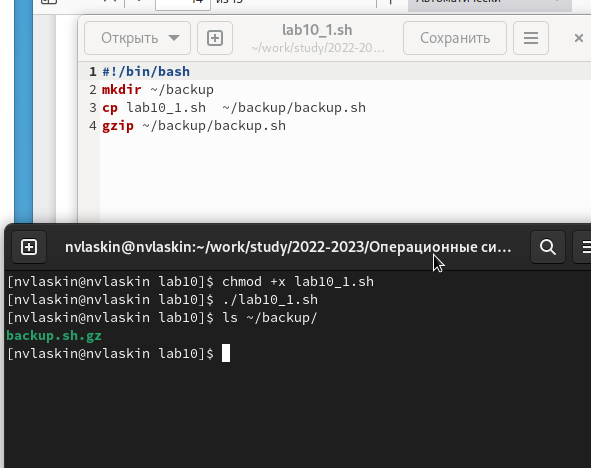 Открыть
lab10_1.sh
~/work/study/2022-20...
Сохранить
1 #!/bin/bash
2 mkdir ~/backup
3 cp lab10_1.sh  ~/backup/backup.sh
4 gzip ~/backup/backup.sh
nvlaskin@nvlaskin:~/work/study/2022-2023/Операционные си...
[nvlaskin@nvlaskin lab10]$ chmod +x lab10_1.sh
[nvlaskin@nvlaskin lab10]$ ./lab10_1.sh
[nvlaskin@nvlaskin lab10]$ ls ~/backup/
backup.sh.gz
[nvlaskin@nvlaskin lab10]$